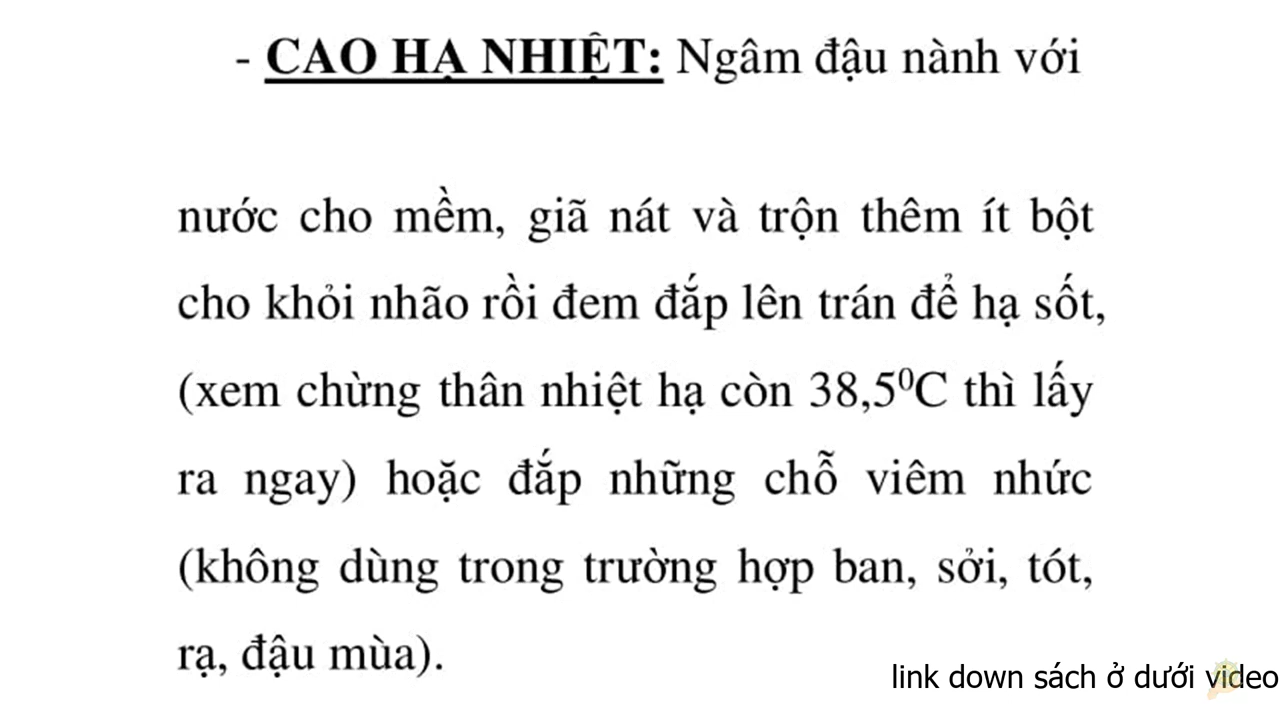 - CAO HẠ NHIỆT: Ngâm đậu nành với
nước cho mềm, giã nát và trộn thêm ít bột
cho khỏi nhão rồi đem đắp lên trán để hạ sốt,
(xem chừng thân nhiệt hạ còn 38,5⁰C thì lấy
ra ngay) hoặc đắp những chỗ viêm nhức
(không dùng trong trường hợp ban, sởi, tót,
rạ, đậu mùa).
link down sách ở dưới video